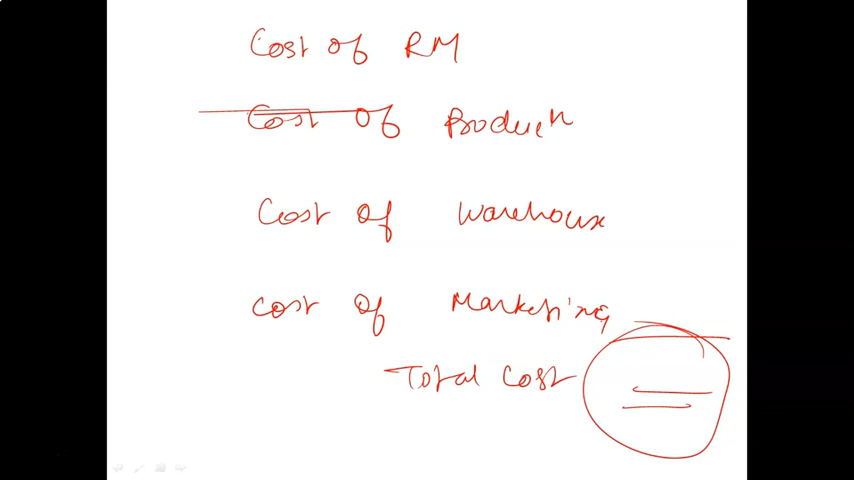 Cost of RM
Cost of Product
Cost of Warehouse
Cost of Marketing
Total Cost